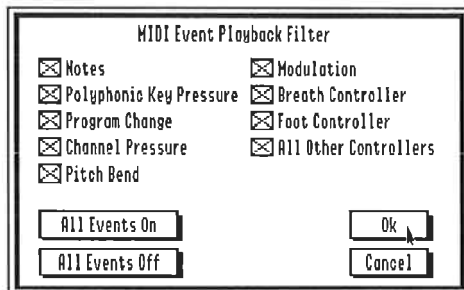 MIDI Event Playback Filter
Notes
Modulation
Polyphonic Key Pressure
Breath Controller
Program Change
Foot Controller
Channel Pressure
All Other Controllers
Pitch Bend
All Events On
Ok
All Events Off
Cancel